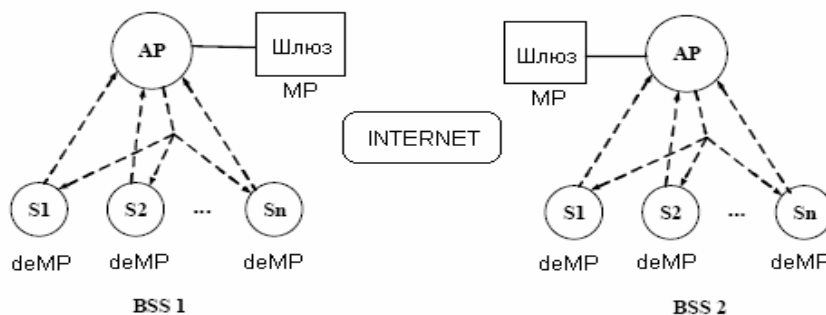 AP
Шлюз
MP
S1
S2
...
Sn
deMP
deMP
deMP
BSS 1
INTERNET
Шлюз
MP
AP
S1
S2
...
Sn
deMP
deMP
deMP
BSS 2